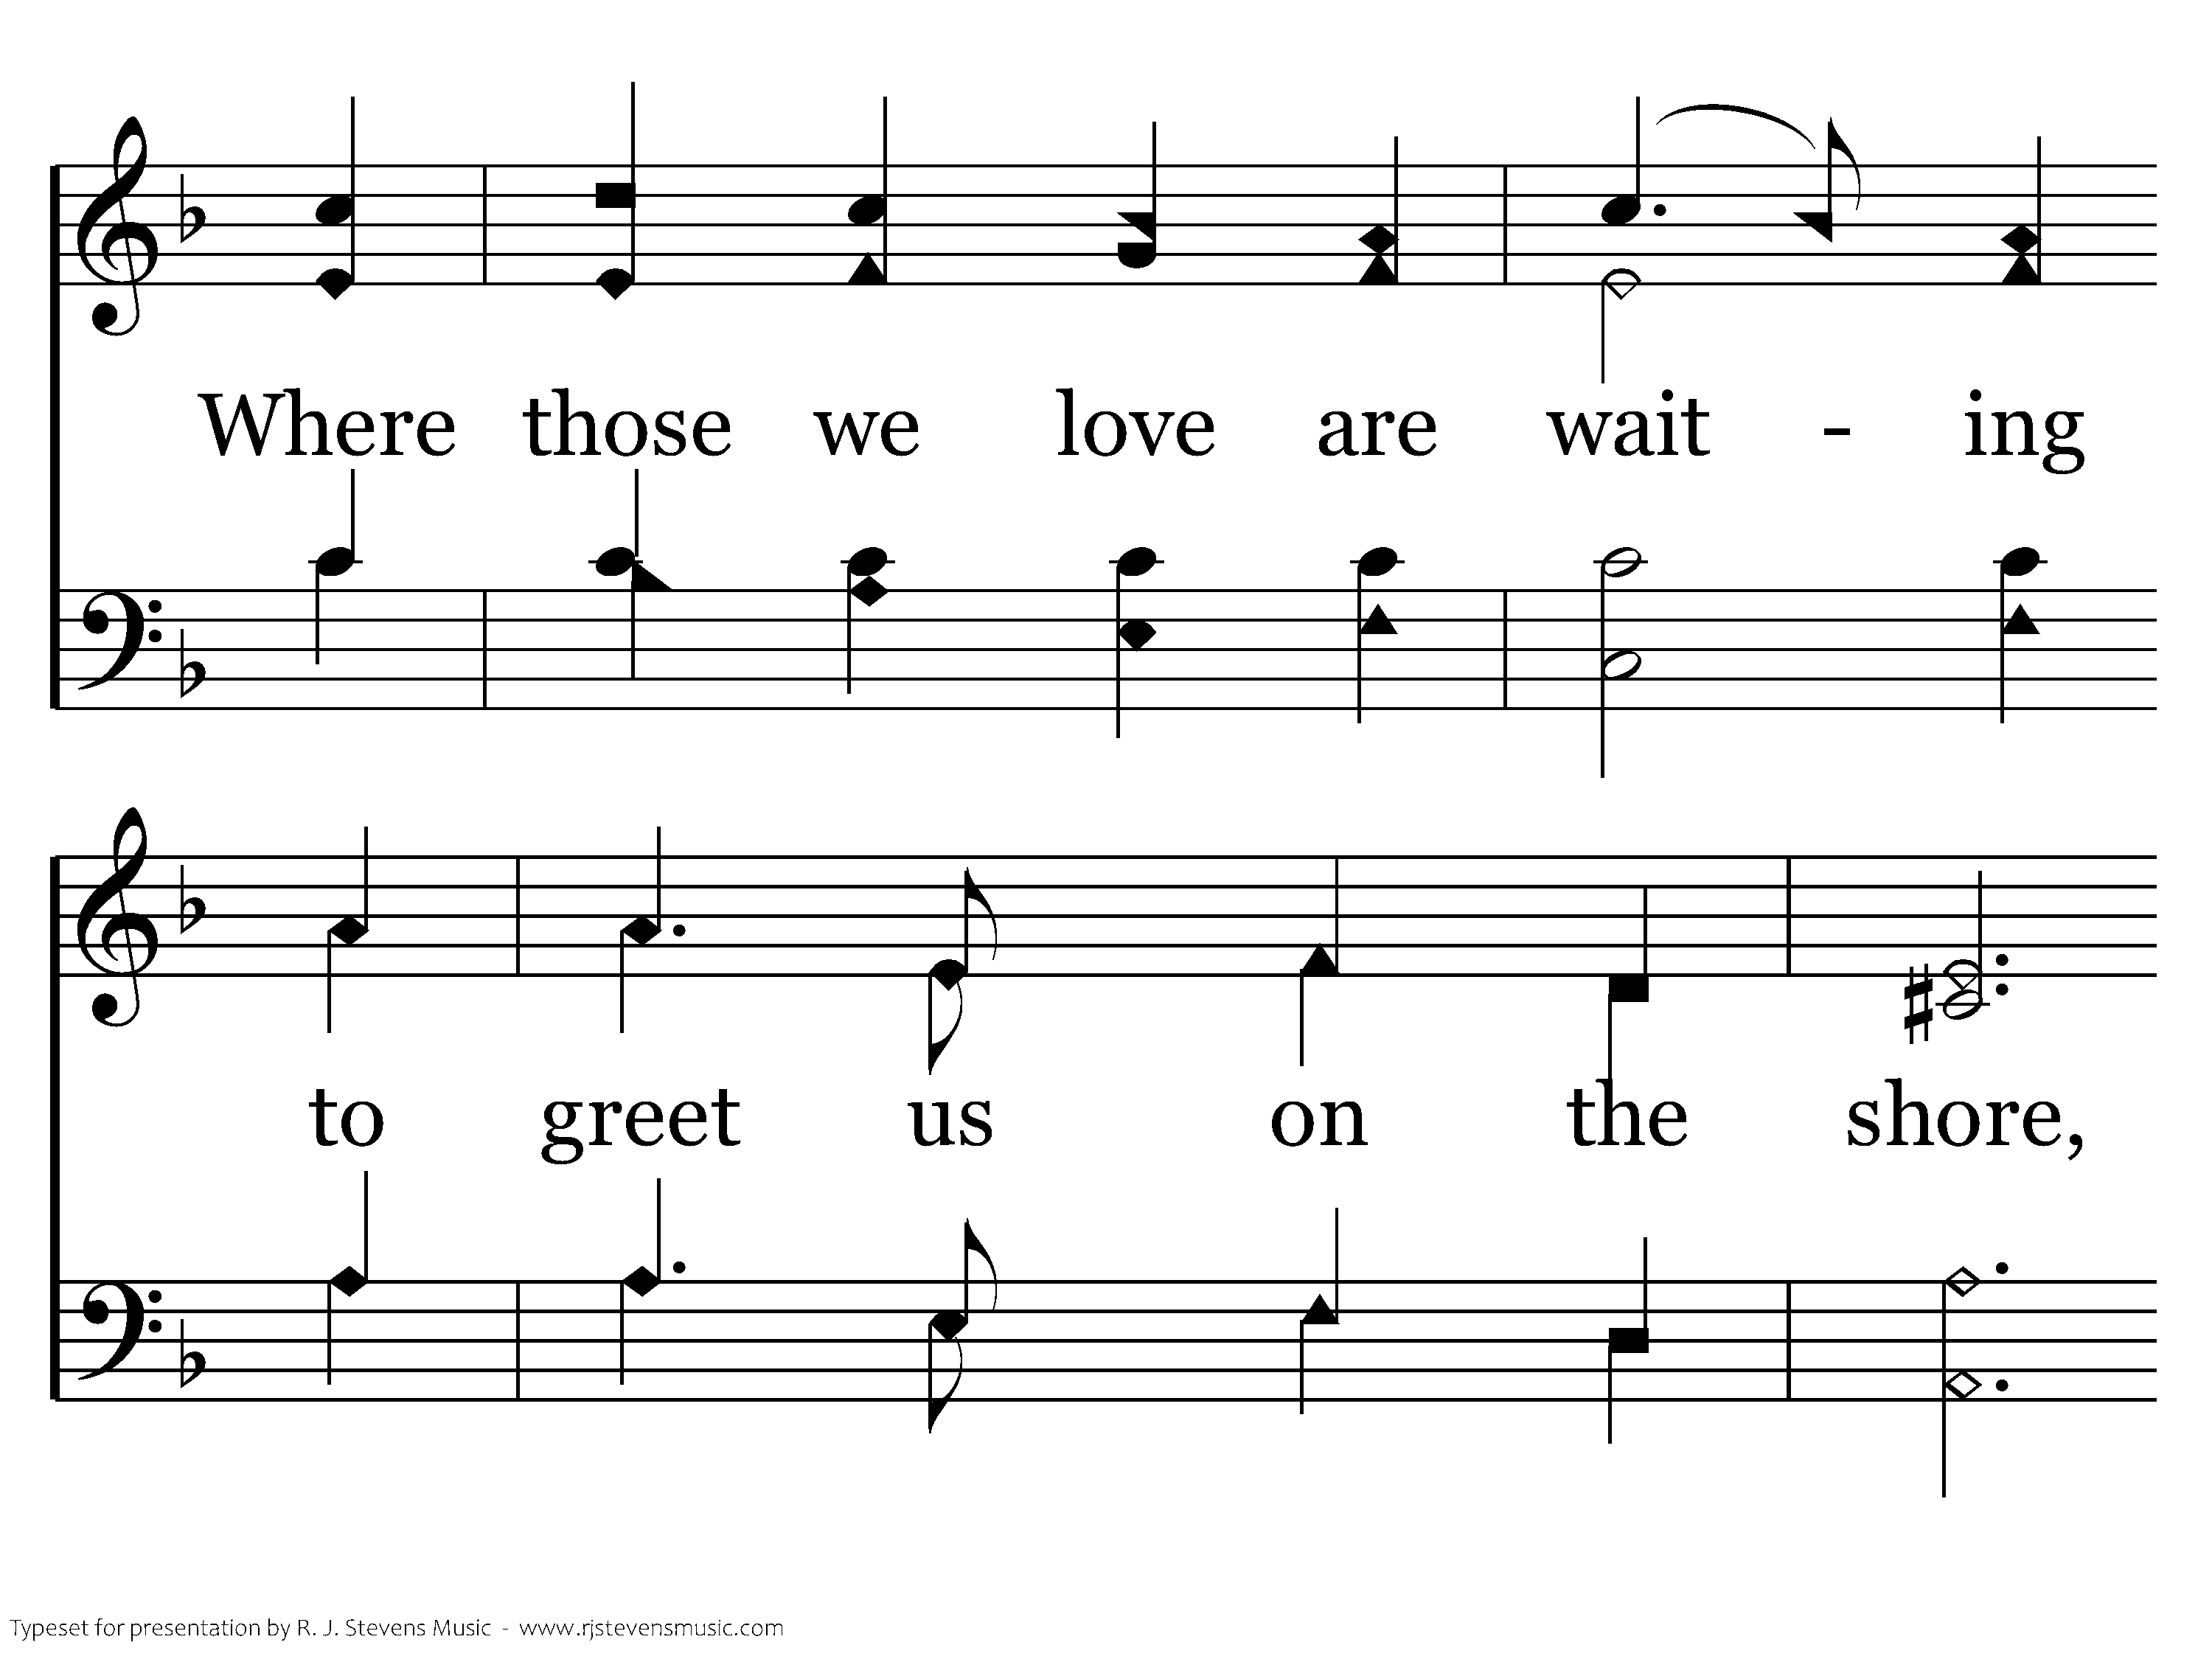 Where those we love are wait - ing
to greet us on the shore,
Typeset for presentation by R. J. Stevens Music - www.rjstevensmusic.com